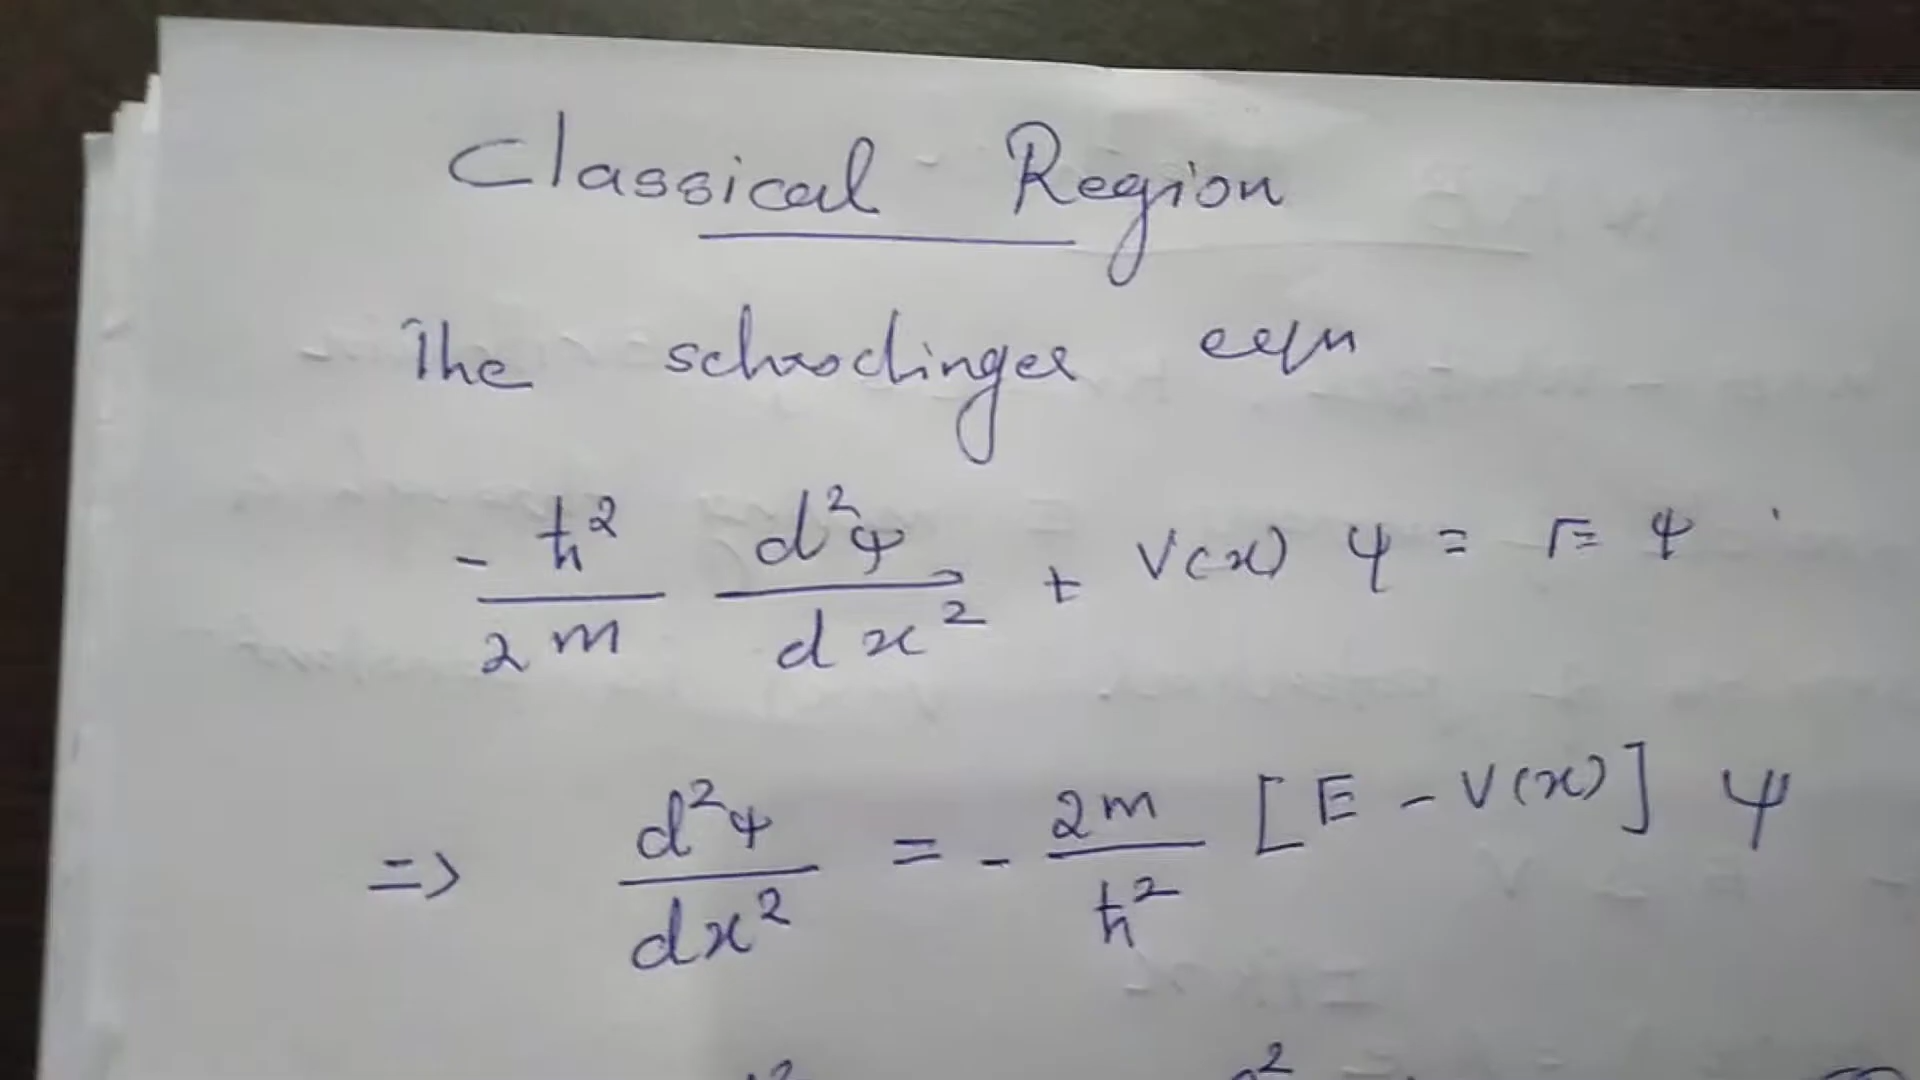 Classical Region
The schrodinger eqn
- ħ²/2m d²ψ/dx² + V(x) ψ = E ψ
=> d²ψ/dx² = - 2m/ħ² [E - V(x)] ψ